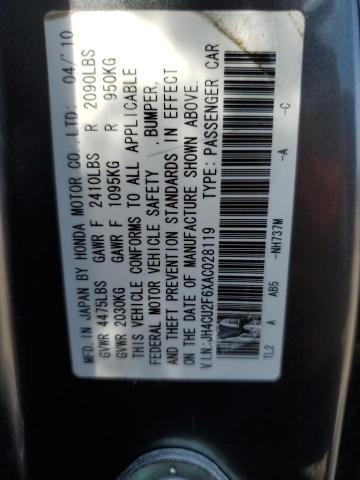 MFD. IN JAPAN BY HONDA MOTOR CO., LTD. 04/'10
GVWR 4475LBS GAWR F 2410LBS R 2090LBS
GVWR 2030KG GAWR F 1095KG R 950KG
THIS VEHICLE CONFORMS TO ALL APPLICABLE
FEDERAL MOTOR VEHICLE SAFETY ,BUMPER,
AND THEFT PREVENTION STANDARDS IN EFFECT
ON THE DATE OF MANUFACTURE SHOWN ABOVE.
V.I.N.:JH4CU2F6XAC028119 TYPE: PASSENGER CAR
AB5 -NH737M -A -C
TL2 A